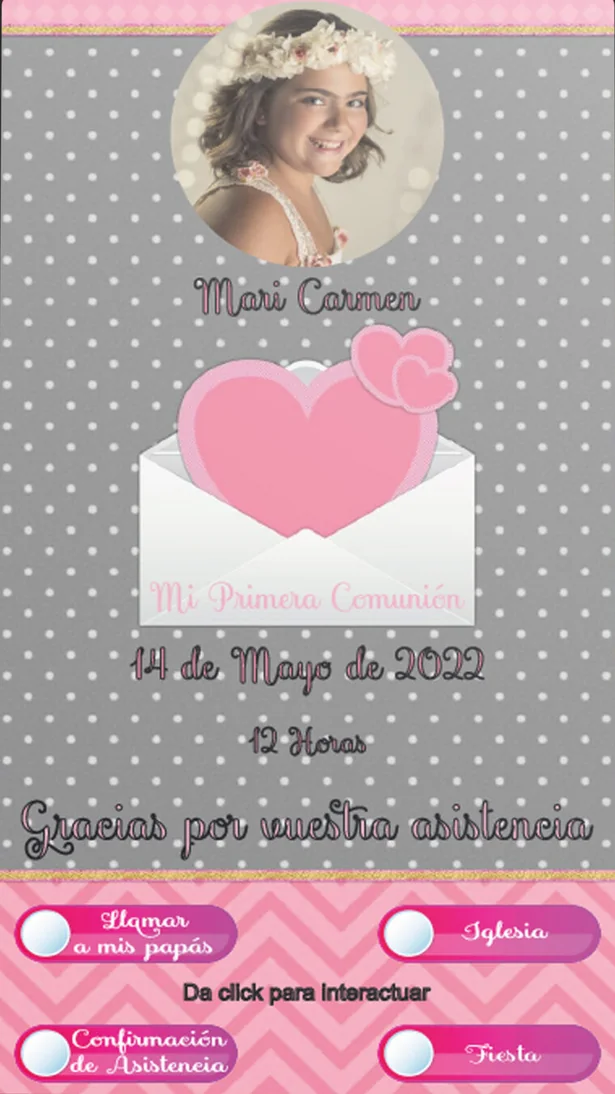 Mari Carmen
Mi Primera Comunión
14 de Mayo de 2022
12 Horas
Gracias por vuestra asistencia
Llamar
a mis papás
Iglesia
Da click para interactuar
Confirmación
de Asistencia
Fiesta